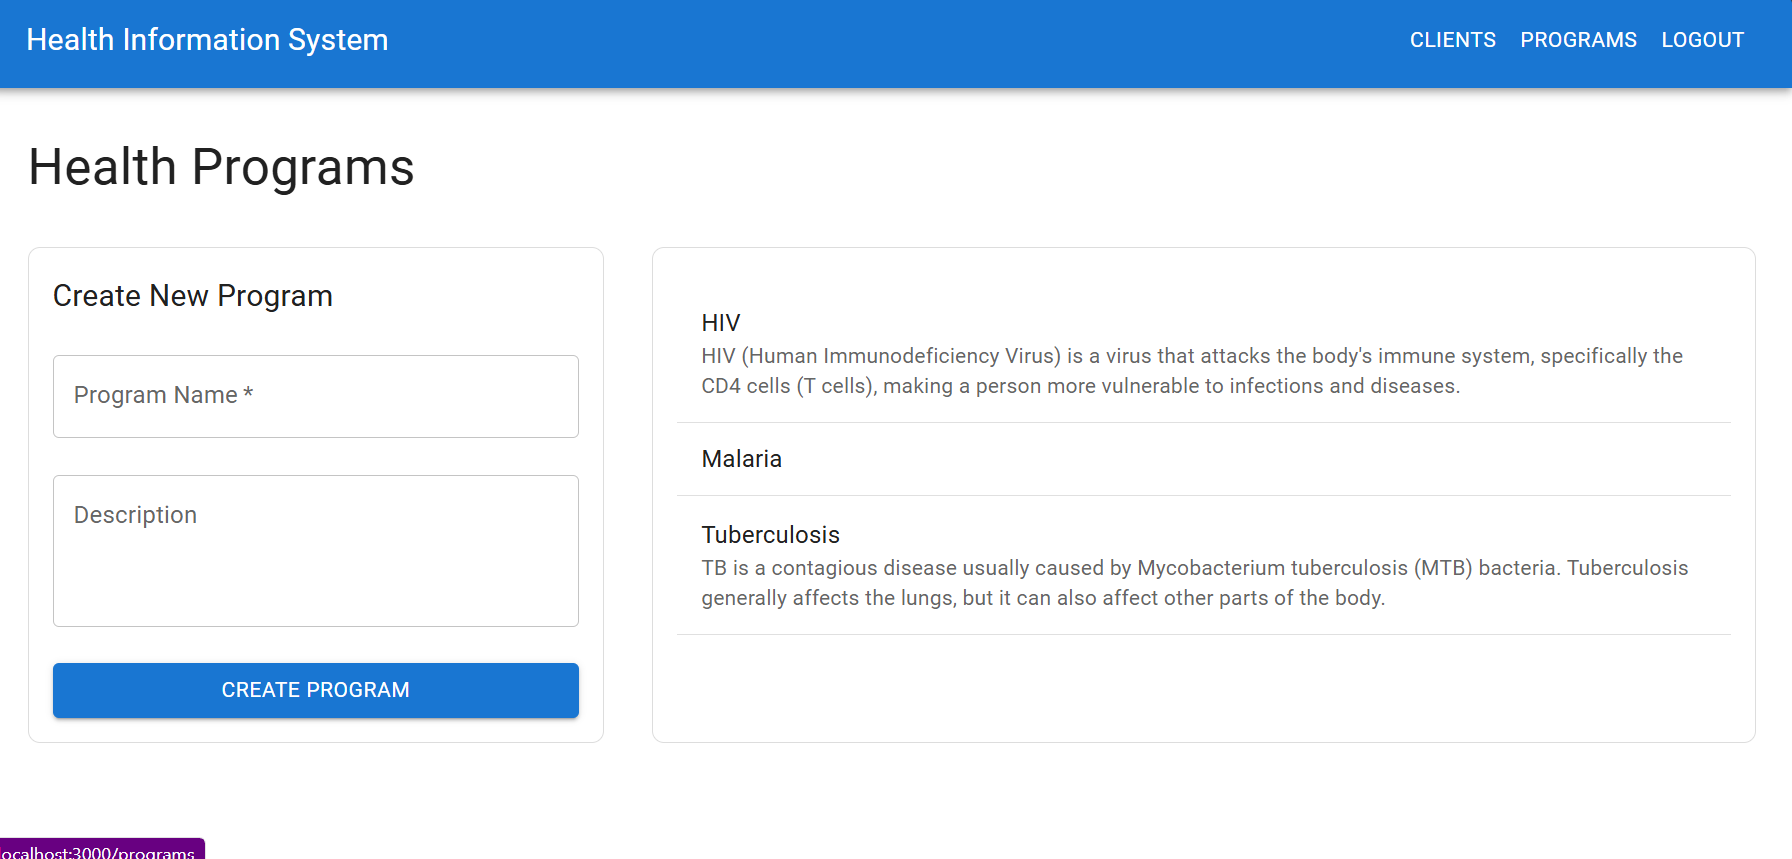 Health Information System
CLIENTS PROGRAMS LOGOUT
Health Programs
Create New Program
Program Name *
Description
CREATE PROGRAM
HIV
HIV (Human Immunodeficiency Virus) is a virus that attacks the body's immune system, specifically the
CD4 cells (T cells), making a person more vulnerable to infections and diseases.
Malaria
Tuberculosis
TB is a contagious disease usually caused by Mycobacterium tuberculosis (MTB) bacteria. Tuberculosis
generally affects the lungs, but it can also affect other parts of the body.
ocalhost:3000/programs